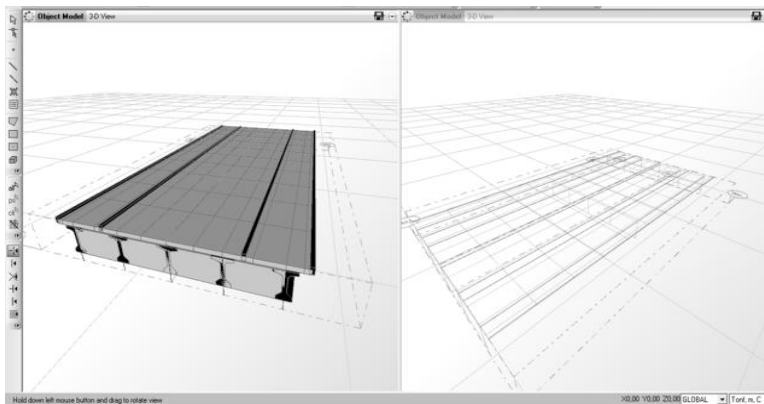 Object Model 3-D View
Object Model 3-D View
Hold down left mouse button and drag to rotate view
X0,00 Y0,00 Z0,00 GLOBAL Tonf, m, C